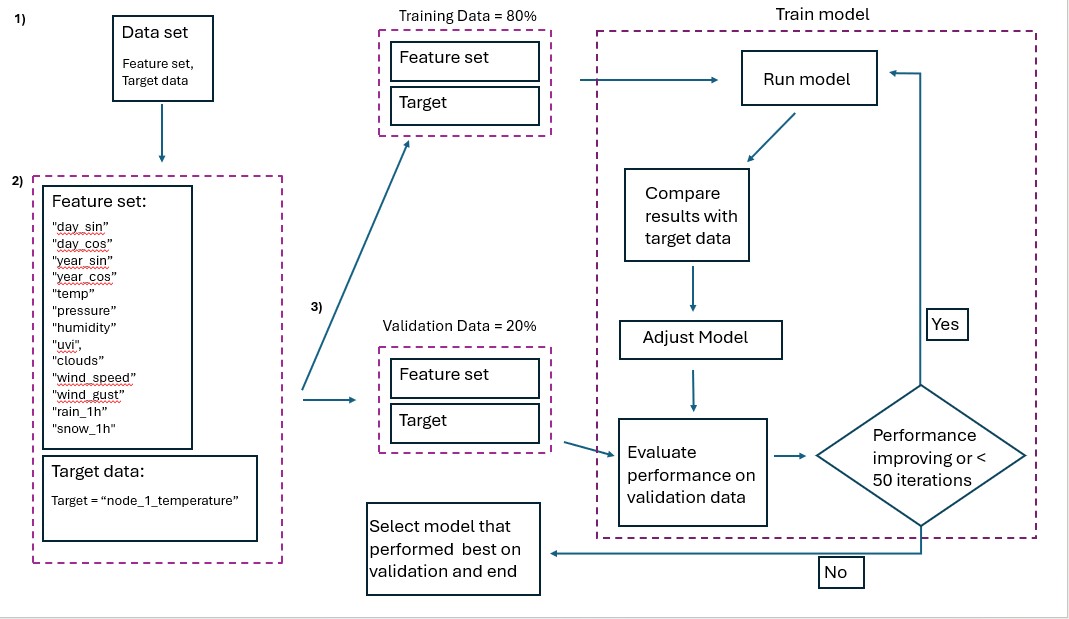 1)
Data set
Feature set,
Target data
2)
Feature set:
"day_sin”
"day_cos”
"year_sin”
"year_cos”
"temp”
"pressure”
"humidity”
"uvi",
"clouds”
"wind_speed”
"wind_gust”
"rain_1h”
"snow_1h"
Target data:
Target = “node_1_temperature”
3)
Training Data = 80%
Feature set
Target
Validation Data = 20%
Feature set
Target
Train model
Run model
Compare
results with
target data
Adjust Model
Evaluate
performance on
validation data
Performance
improving or <
50 iterations
Yes
No
Select model that
performed best on
validation and end